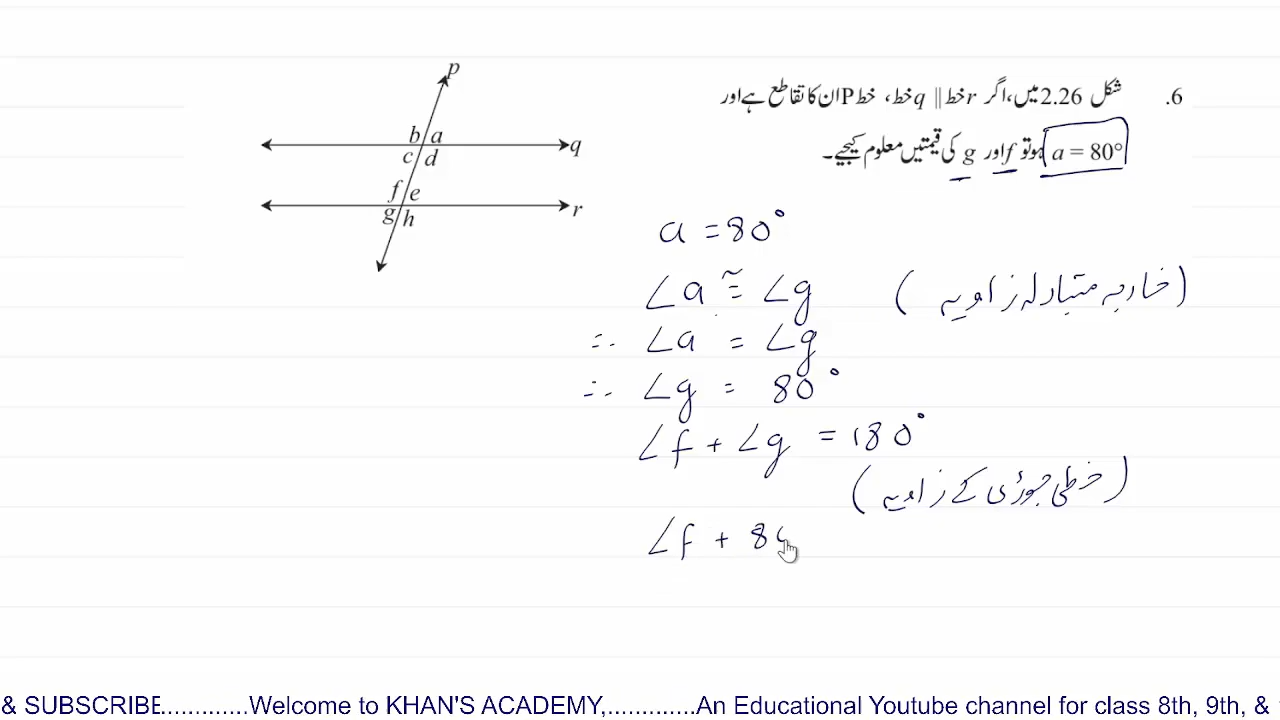 6. شکل 2.26 میں، اگر r خط || q خط، خط P ان کا تقاطع ہے اور
a = 80° ہو تو f اور g کی قیمتیں معلوم کیجیے۔
p
b a
q
c d
f e
r
g h
a = 80°
∠a ≅ ∠g (خارجہ متبادلہ زاویہ)
∴ ∠a = ∠g
∴ ∠g = 80°
∠f + ∠g = 180°
(خطی جوڑی کے زاویہ)
∠f + 8
& SUBSCRIBE.............Welcome to KHAN'S ACADEMY,.............An Educational Youtube channel for class 8th, 9th, &